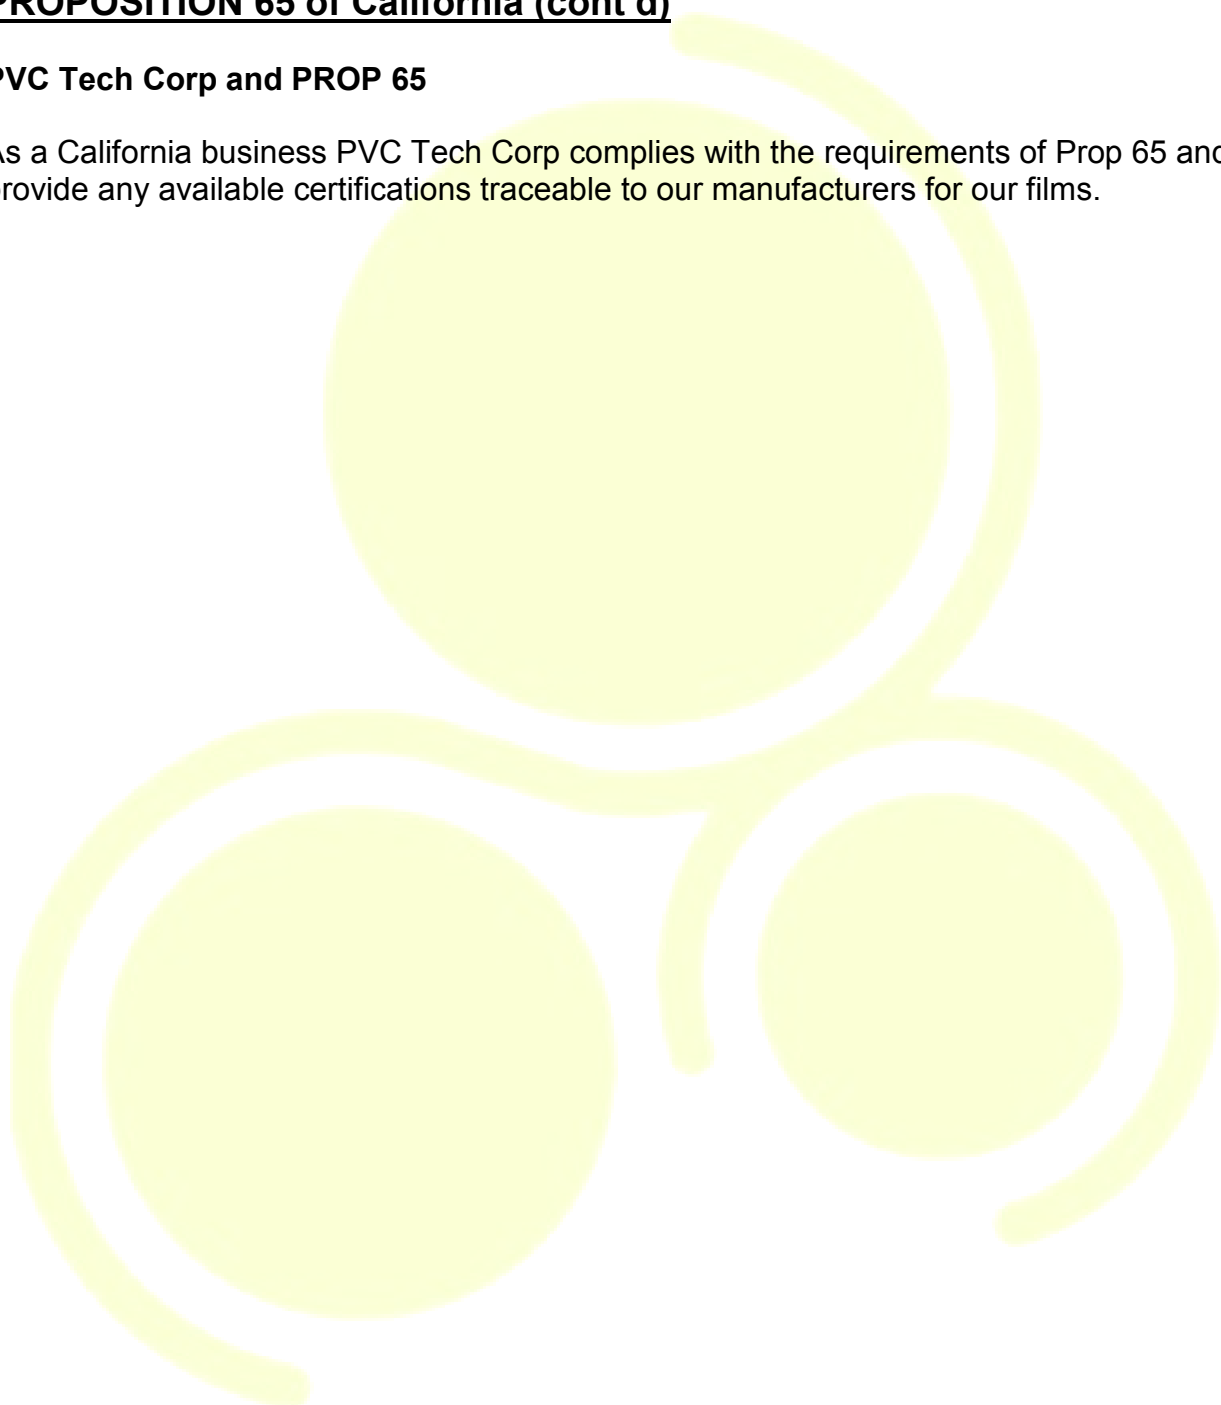 PROPOSITION 65 of California (cont'd)
PVC Tech Corp and PROP 65
As a California business PVC Tech Corp complies with the requirements of Prop 65 and
provide any available certifications traceable to our manufacturers for our films.